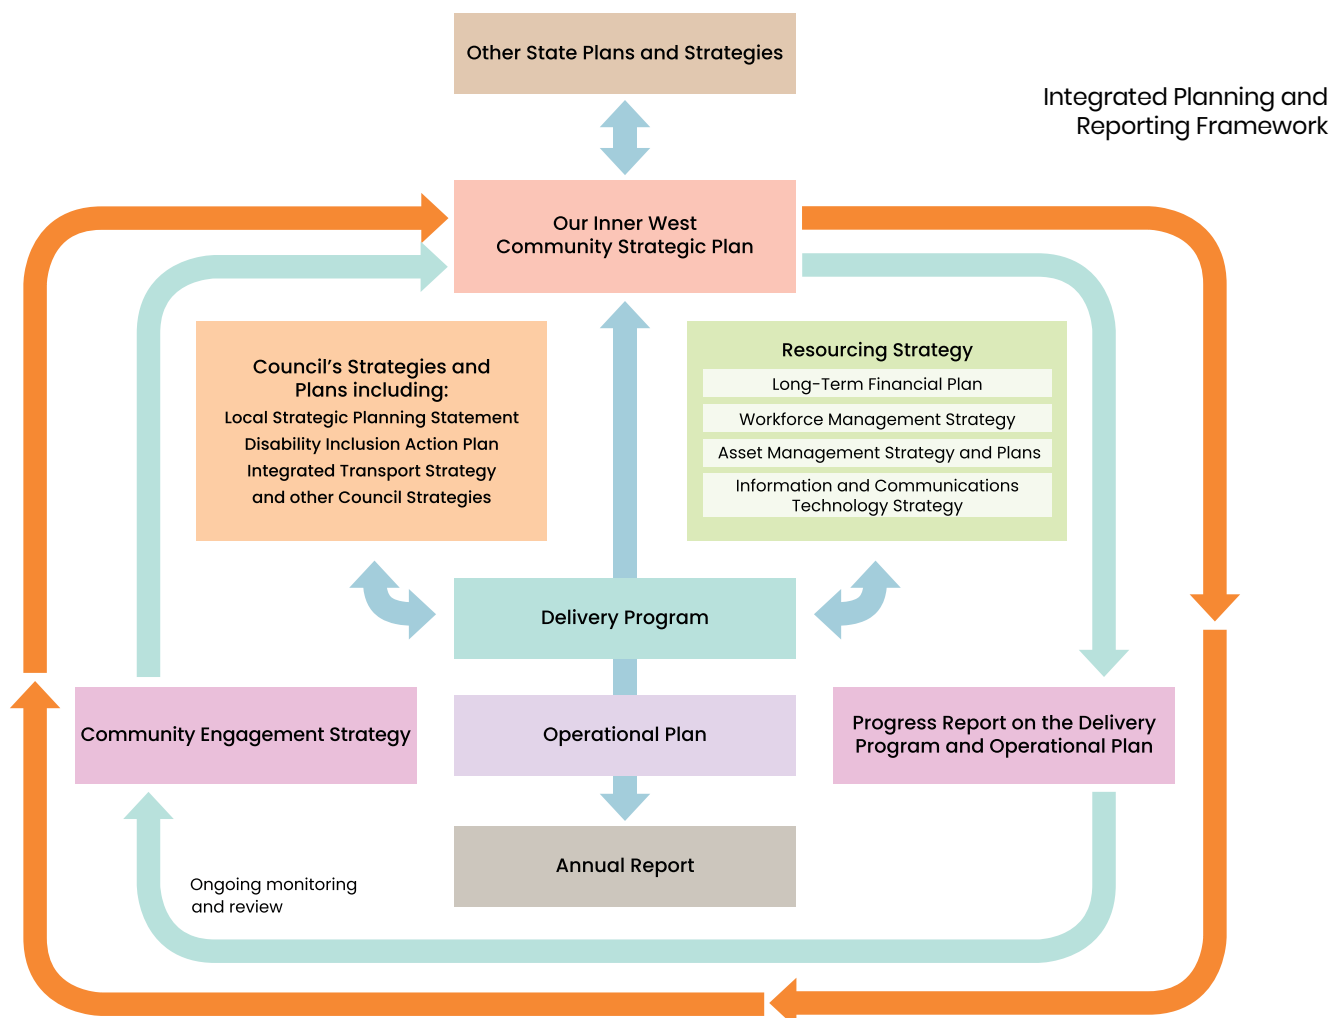 Other State Plans and Strategies
Integrated Planning and
Reporting Framework
Our Inner West
Community Strategic Plan
Council’s Strategies and
Plans including:
Local Strategic Planning Statement
Disability Inclusion Action Plan
Integrated Transport Strategy
and other Council Strategies
Resourcing Strategy
Long-Term Financial Plan
Workforce Management Strategy
Asset Management Strategy and Plans
Information and Communications
Technology Strategy
Delivery Program
Community Engagement Strategy
Operational Plan
Progress Report on the Delivery
Program and Operational Plan
Annual Report
Ongoing monitoring
and review